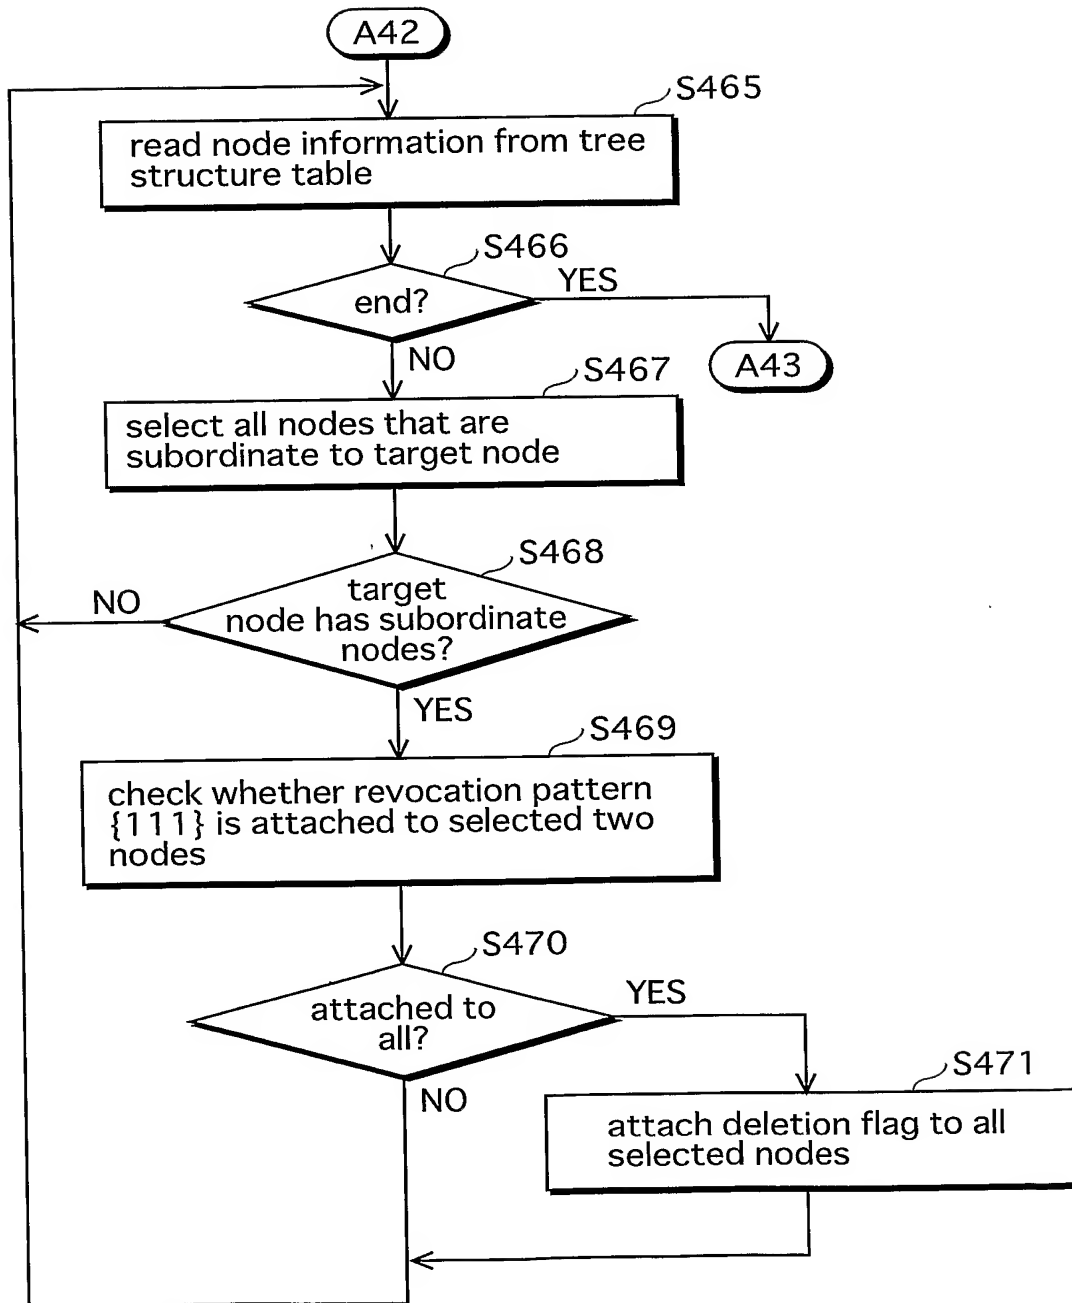 A42
S465
read node information from tree
structure table
S466
end?
YES
NO
A43
S467
select all nodes that are
subordinate to target node
S468
target
node has subordinate
nodes?
NO
YES
S469
check whether revocation pattern
{111} is attached to selected two
nodes
S470
attached to
all?
YES
NO
S471
attach deletion flag to all
selected nodes